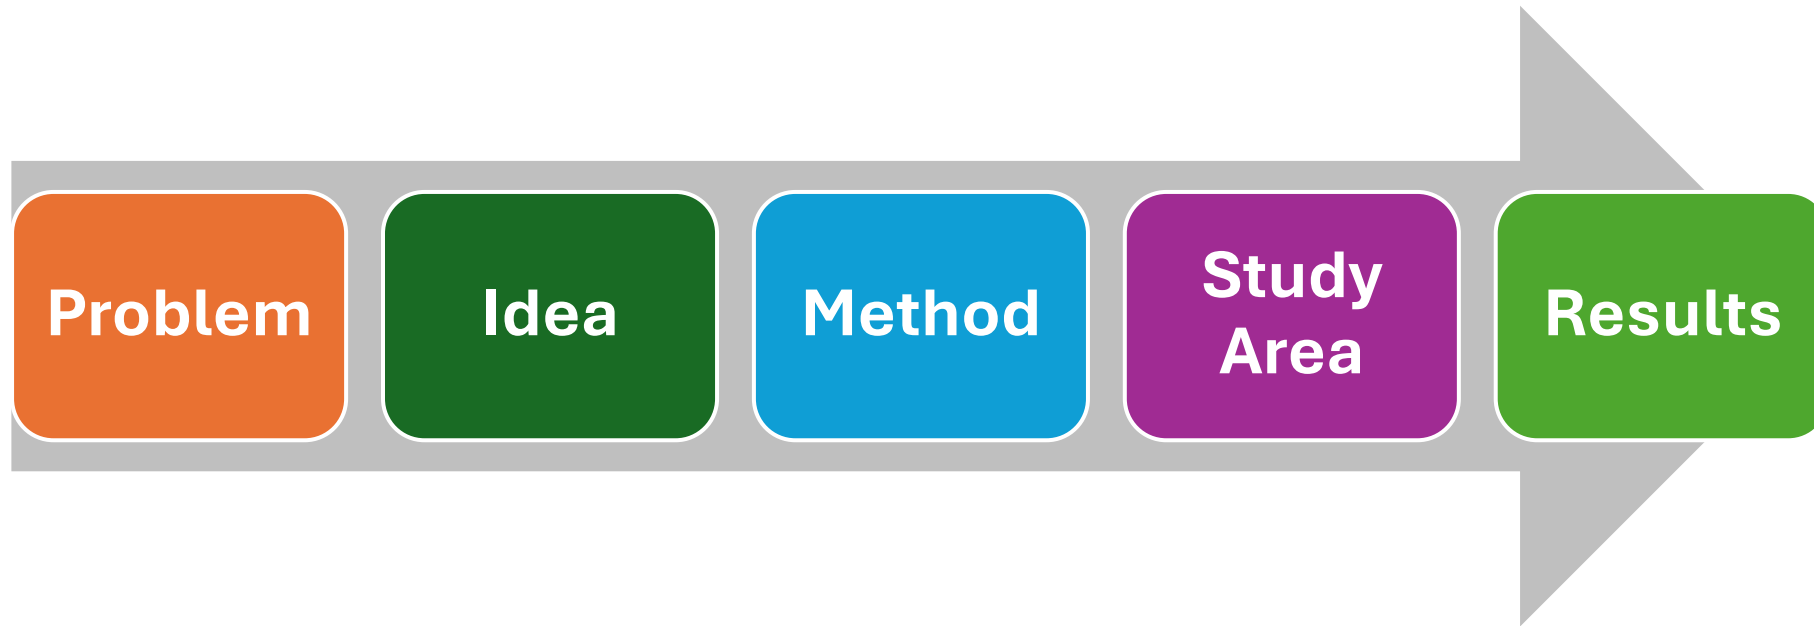 Problem
Idea
Method
Study
Area
Results